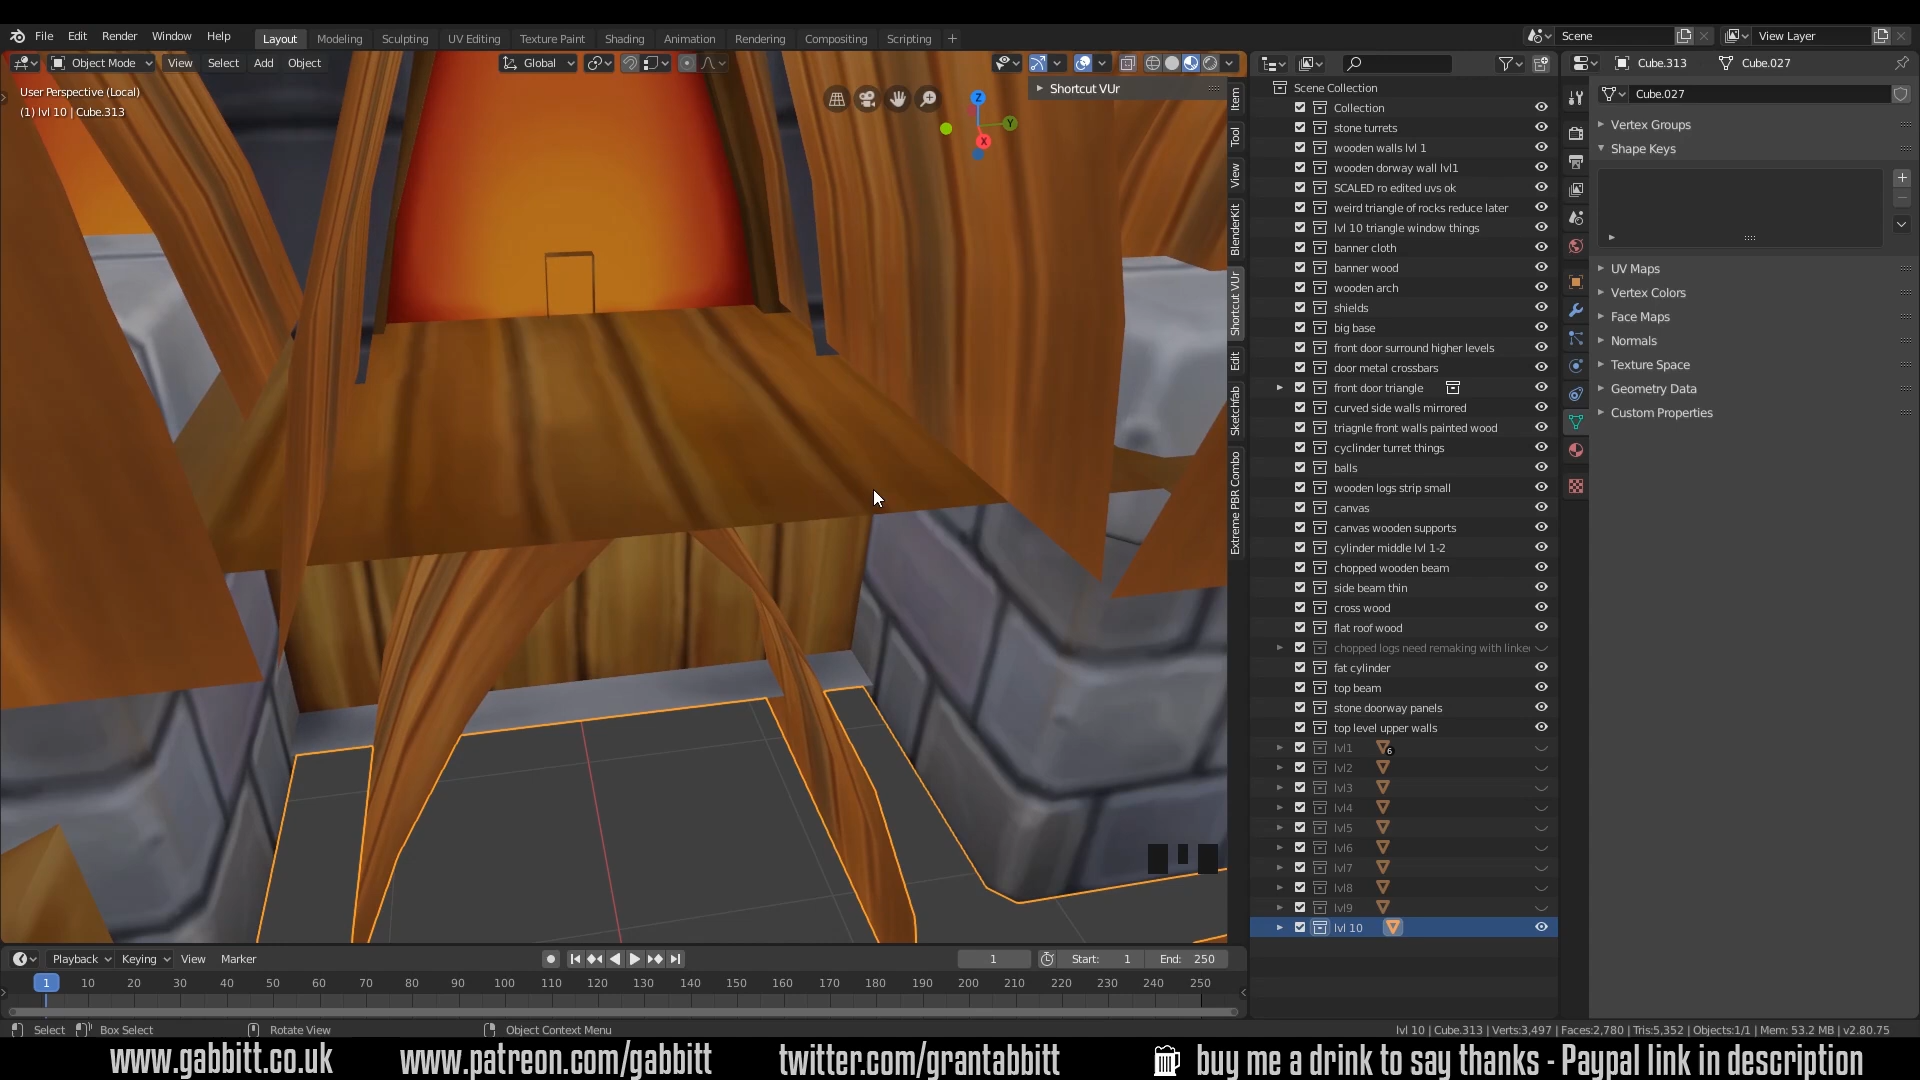 File Edit Render Window Help Layout Modeling Sculpting UV Editing Texture Paint Shading Animation Rendering Compositing Scripting Scene View Layer
Object Mode View Select Add Object Global Cube.313 Cube.027
User Perspective (Local)
(1) lvl 10 | Cube.313
Shortcut VUr
Item
Tool
View
BlenderKit
Shortcut VUr
Edit
Sketchfab
Extreme PBR Combo
X
Y
Z
Scene Collection
Collection
stone turrets
wooden walls lvl 1
wooden dorway wall lvl1
SCALED ro edited uvs ok
weird triangle of rocks reduce later
lvl 10 triangle window things
banner cloth
banner wood
wooden arch
shields
big base
front door surround higher levels
door metal crossbars
front door triangle
curved side walls mirrored
triagnle front walls painted wood
cyclinder turret things
balls
wooden logs strip small
canvas
canvas wooden supports
cylinder middle lvl 1-2
chopped wooden beam
side beam thin
cross wood
flat roof wood
chopped logs need remaking with linke
fat cylinder
top beam
stone doorway panels
top level upper walls
lvl1 6
lvl2
lvl3
lvl4
lvl5
lvl6
lvl7
lvl8
lvl9
lvl 10
Cube.027
Vertex Groups
Shape Keys
UV Maps
Vertex Colors
Face Maps
Normals
Texture Space
Geometry Data
Custom Properties
Playback Keying View Marker 1 Start: 1 End: 250
1 10 20 30 40 50 60 70 80 90 100 110 120 130 140 150 160 170 180 190 200 210 220 230 240 250
Select Box Select Rotate View Object Context Menu lvl 10 | Cube.313 | Verts:3,497 | Faces:2,780 | Tris:5,352 | Objects:1/1 | Mem: 53.2 MB | v2.80.75
www.gabbitt.co.uk www.patreon.com/gabbitt twitter.com/grantabbitt buy me a drink to say thanks - Paypal link in description